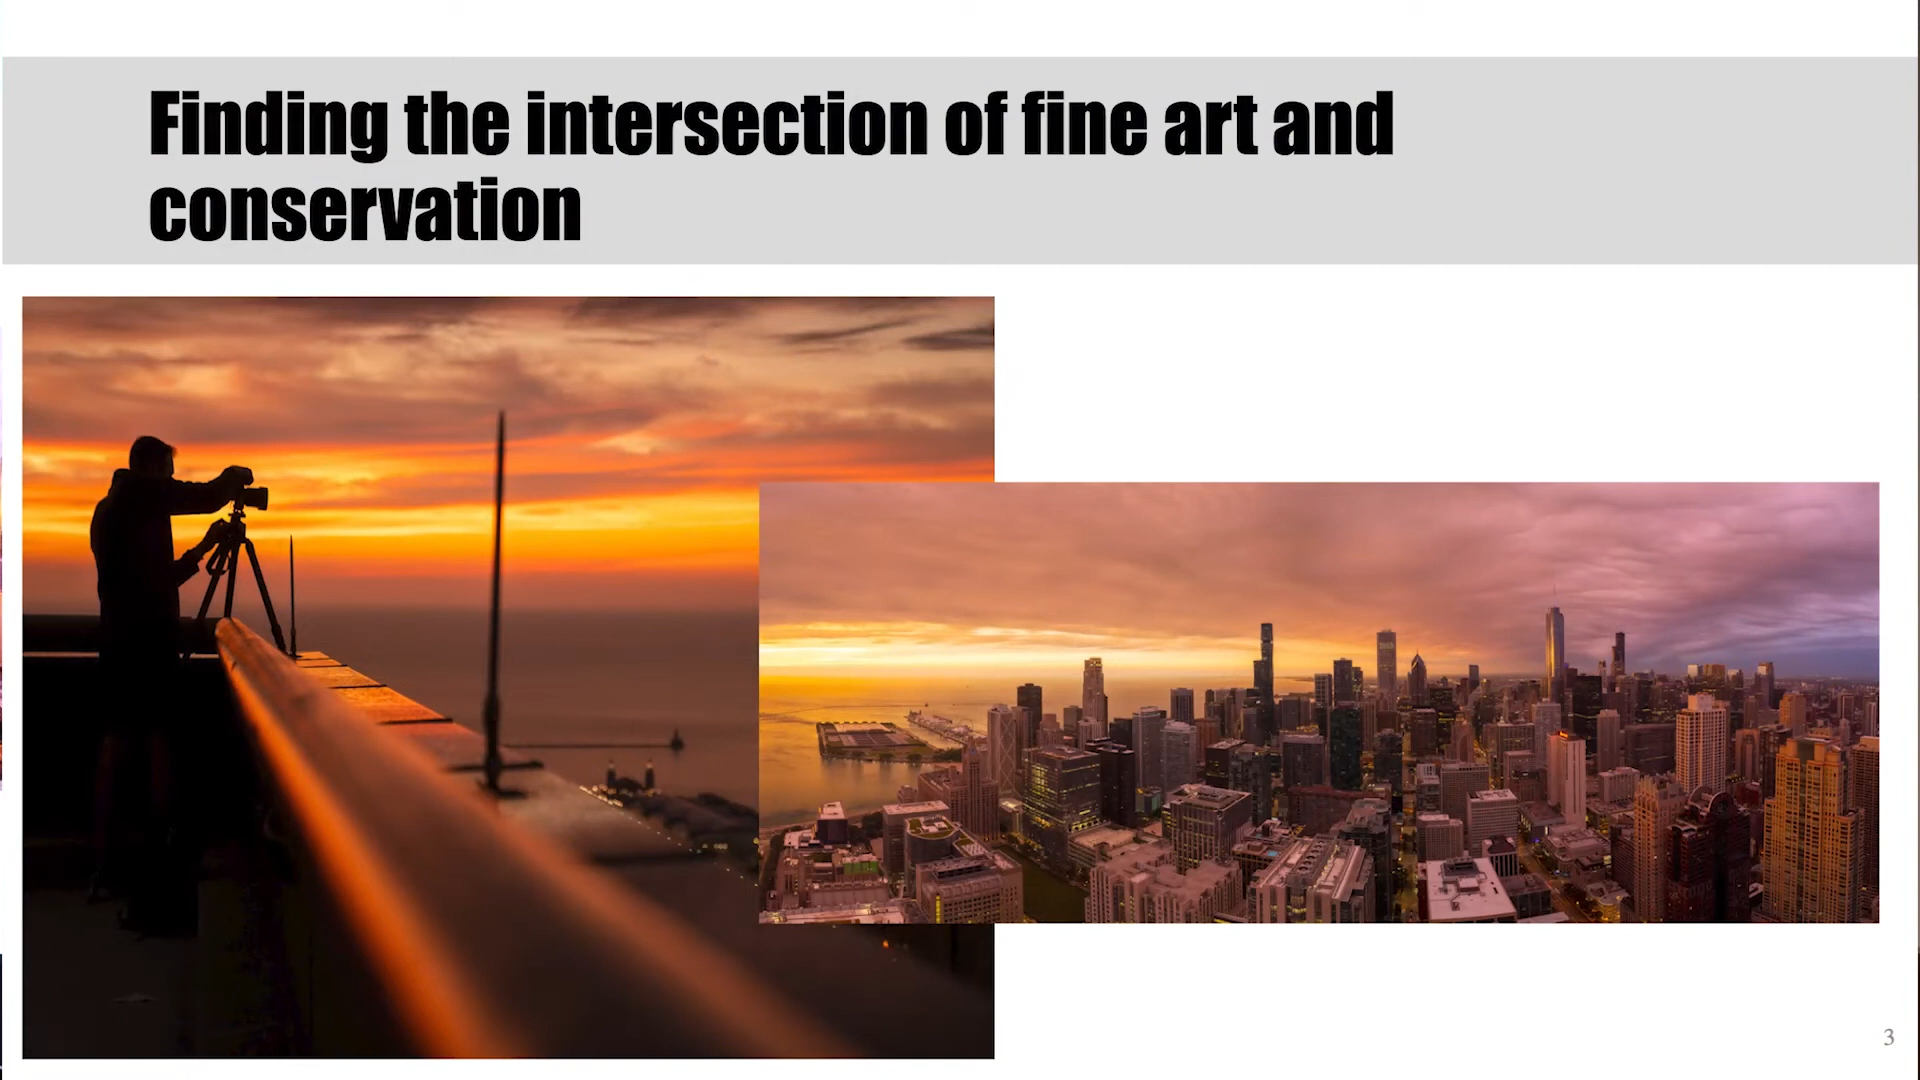 Finding the intersection of fine art and
conservation
3